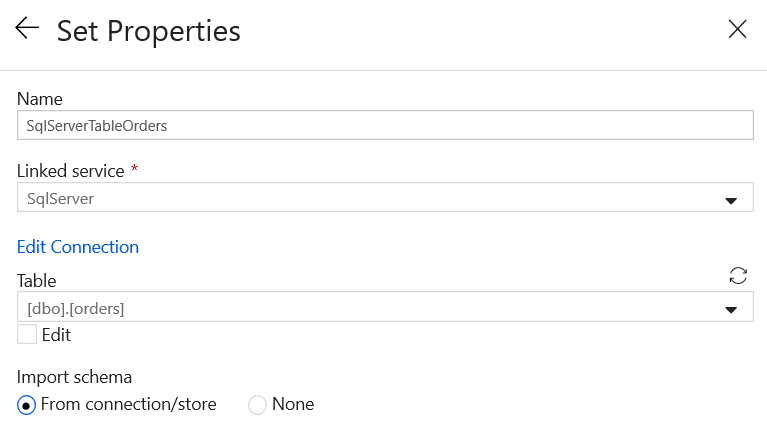 Set Properties
Name
SqlServerTableOrders
Linked service *
SqlServer
Edit Connection
Table
[dbo].[orders]
Edit
Import schema
From connection/store None